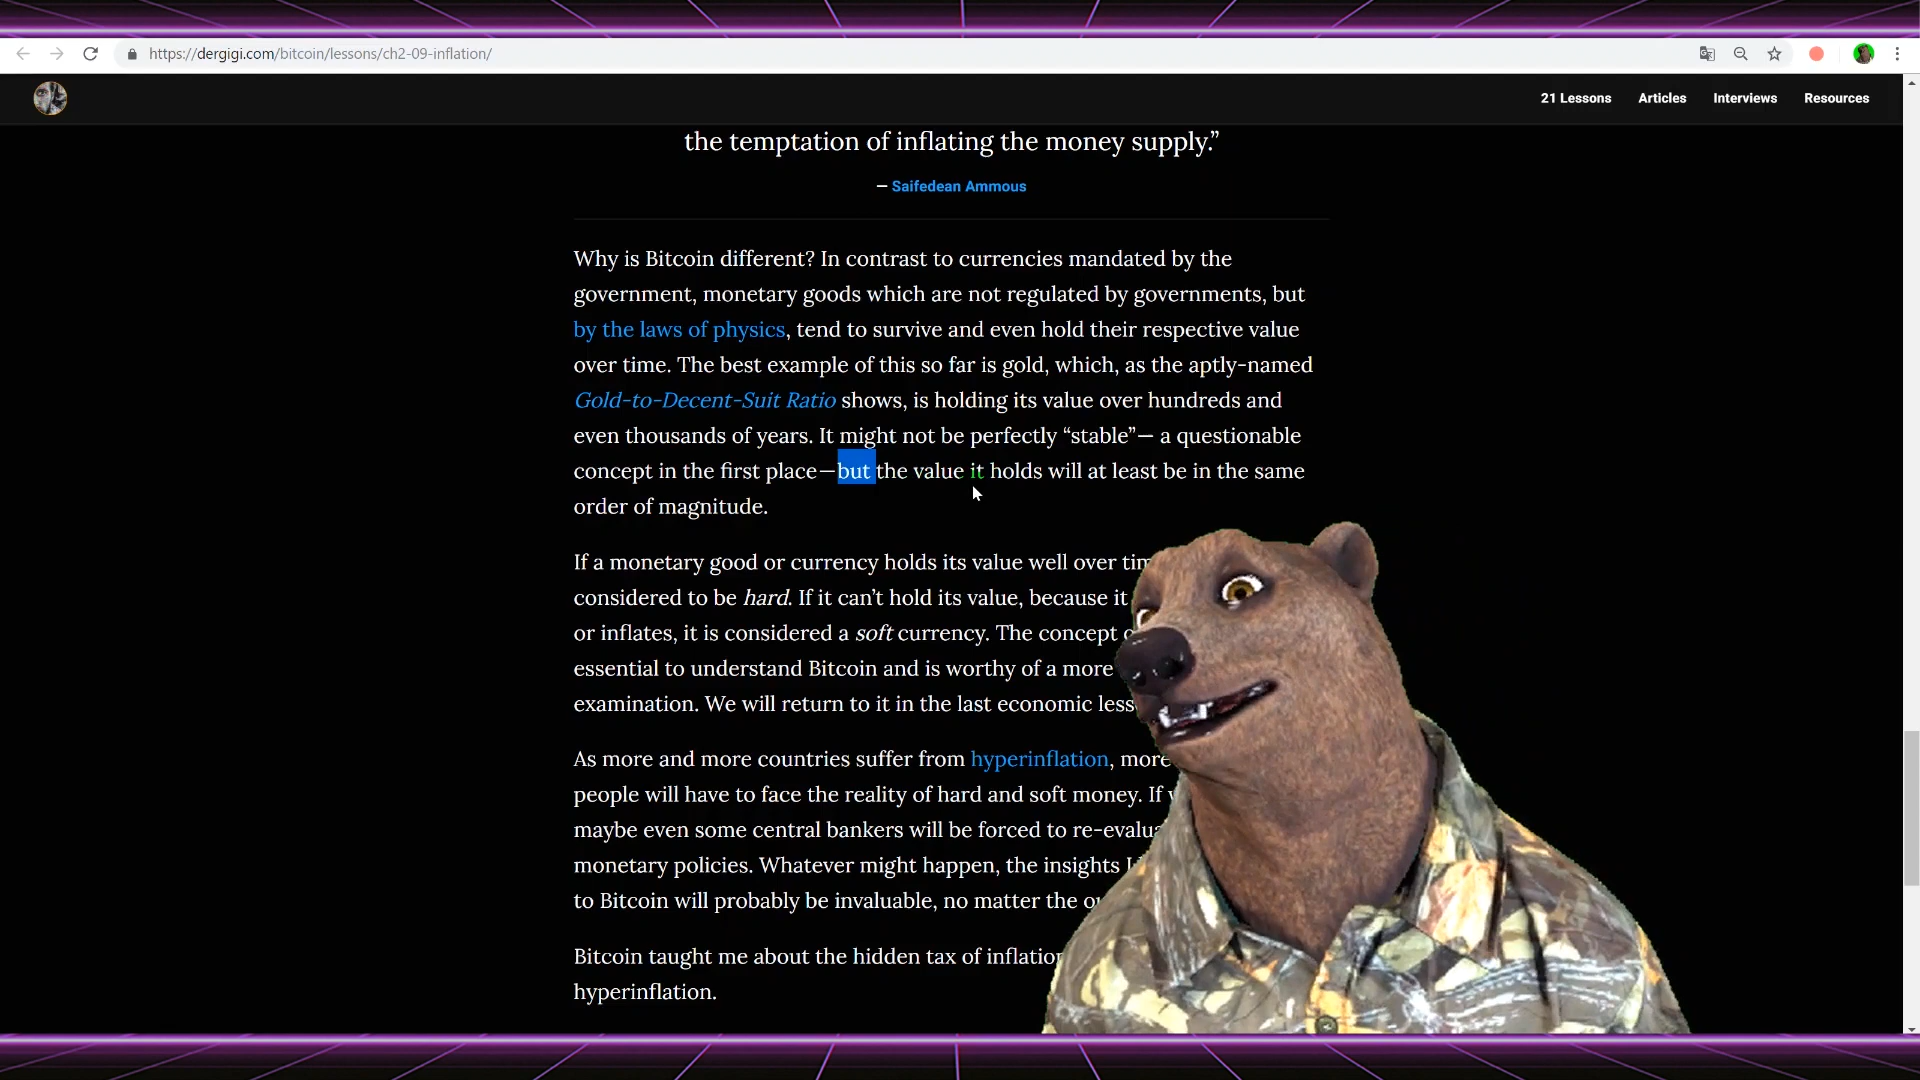 https://dergigi.com/bitcoin/lessons/ch2-09-inflation/
21 Lessons Articles Interviews Resources
the temptation of inflating the money supply.”
— Saifedean Ammous
Why is Bitcoin different? In contrast to currencies mandated by the
government, monetary goods which are not regulated by governments, but
by the laws of physics, tend to survive and even hold their respective value
over time. The best example of this so far is gold, which, as the aptly-named
Gold-to-Decent-Suit Ratio shows, is holding its value over hundreds and
even thousands of years. It might not be perfectly “stable”— a questionable
concept in the first place—but the value it holds will at least be in the same
order of magnitude.
If a monetary good or currency holds its value well over
considered to be hard. If it can’t hold its value, because it
or inflates, it is considered a soft currency. The concept
essential to understand Bitcoin and is worthy of a more
examination. We will return to it in the last economic
As more and more countries suffer from hyperinflation, more
people will have to face the reality of hard and soft money. If
maybe even some central bankers will be forced to
monetary policies. Whatever might happen, the insights I
to Bitcoin will probably be invaluable, no matter the
Bitcoin taught me about the hidden tax of
hyperinflation.